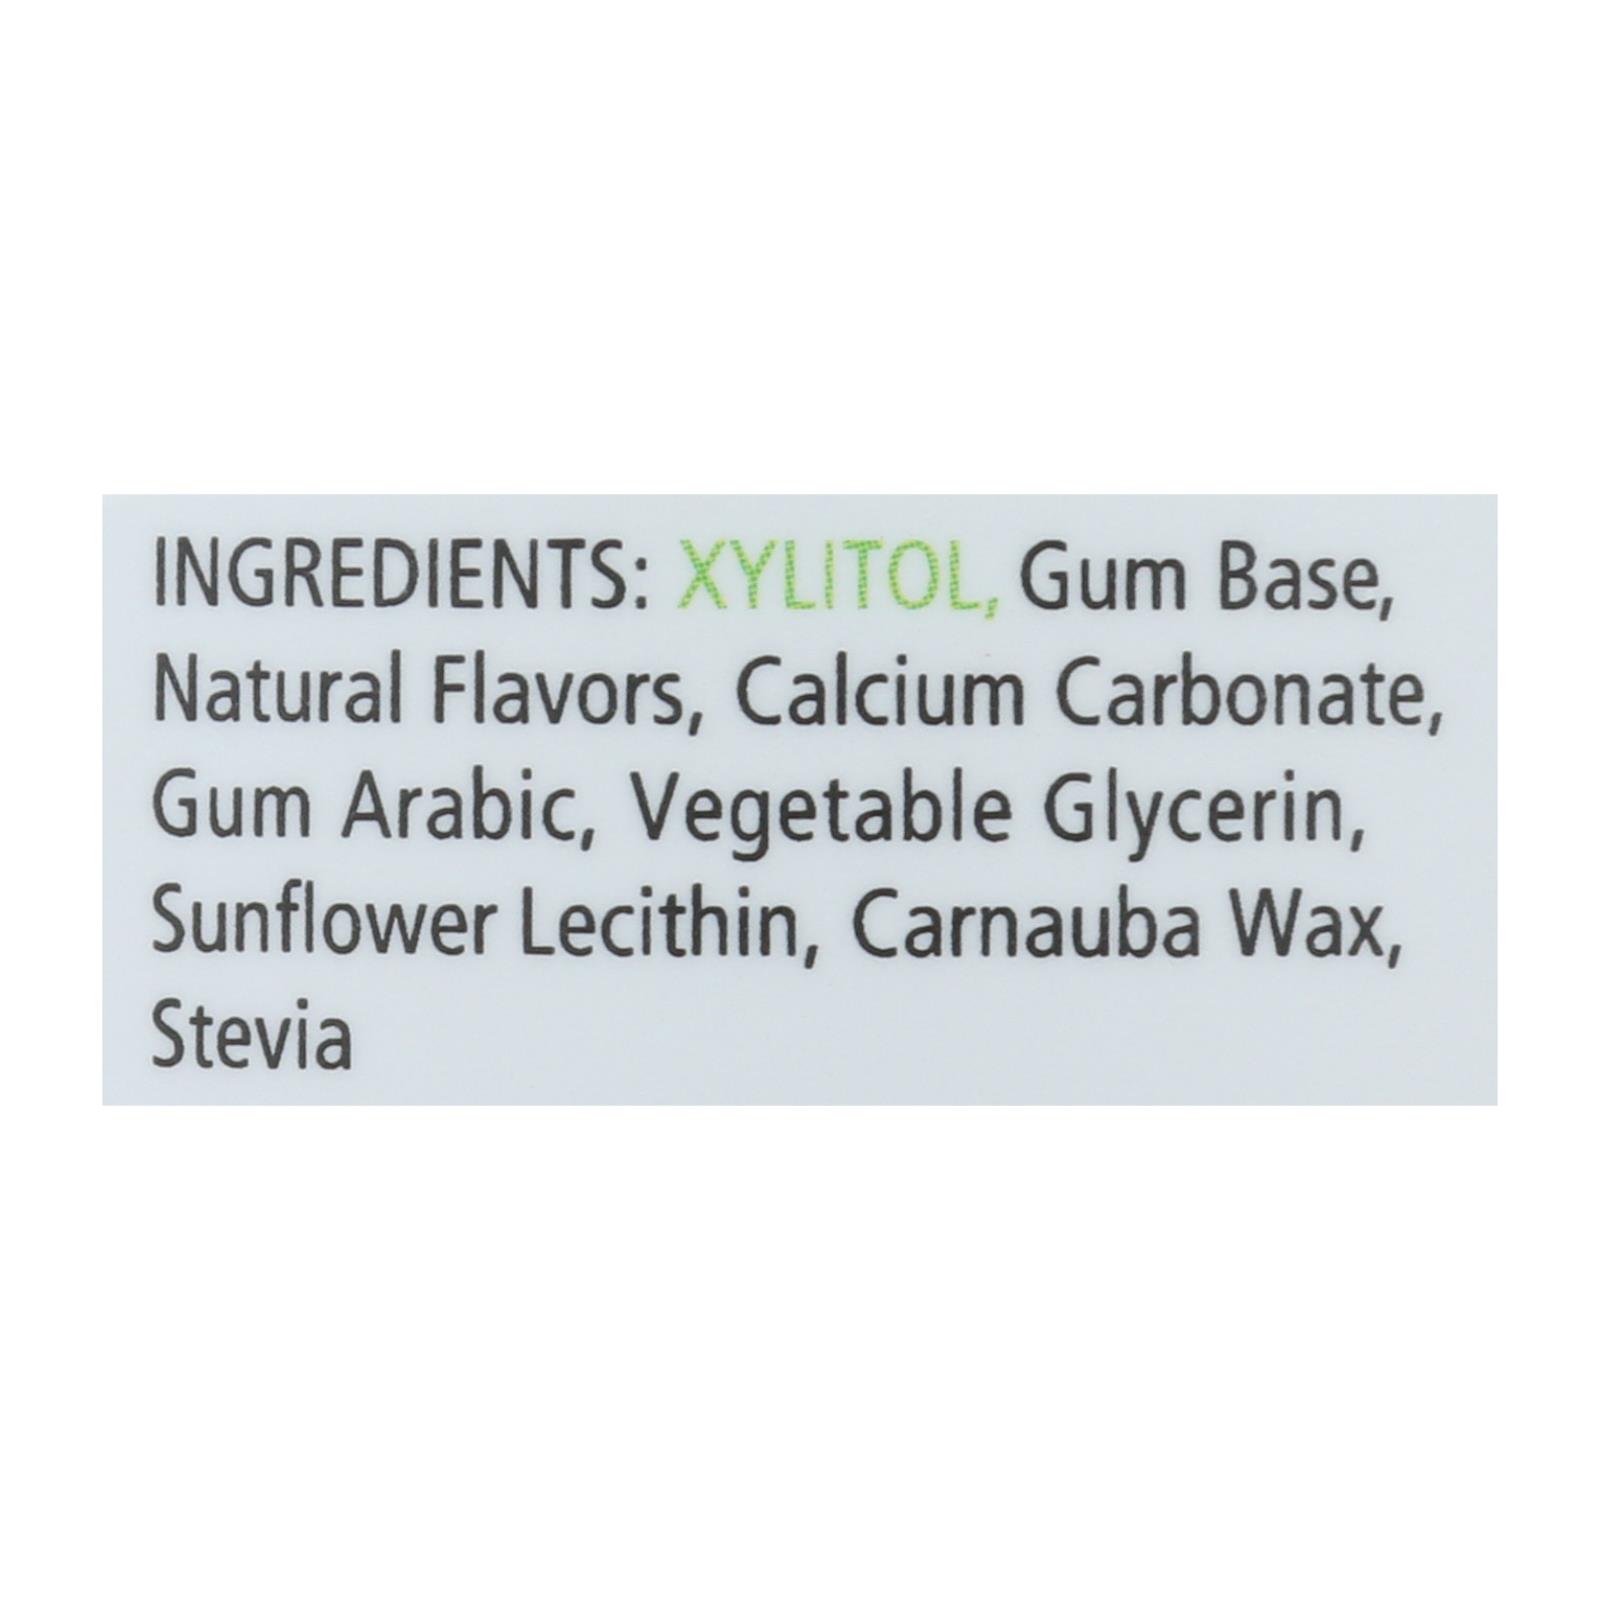 INGREDIENTS: XYLITOL, Gum Base,
Natural Flavors, Calcium Carbonate,
Gum Arabic, Vegetable Glycerin,
Sunflower Lecithin, Carnauba Wax,
Stevia